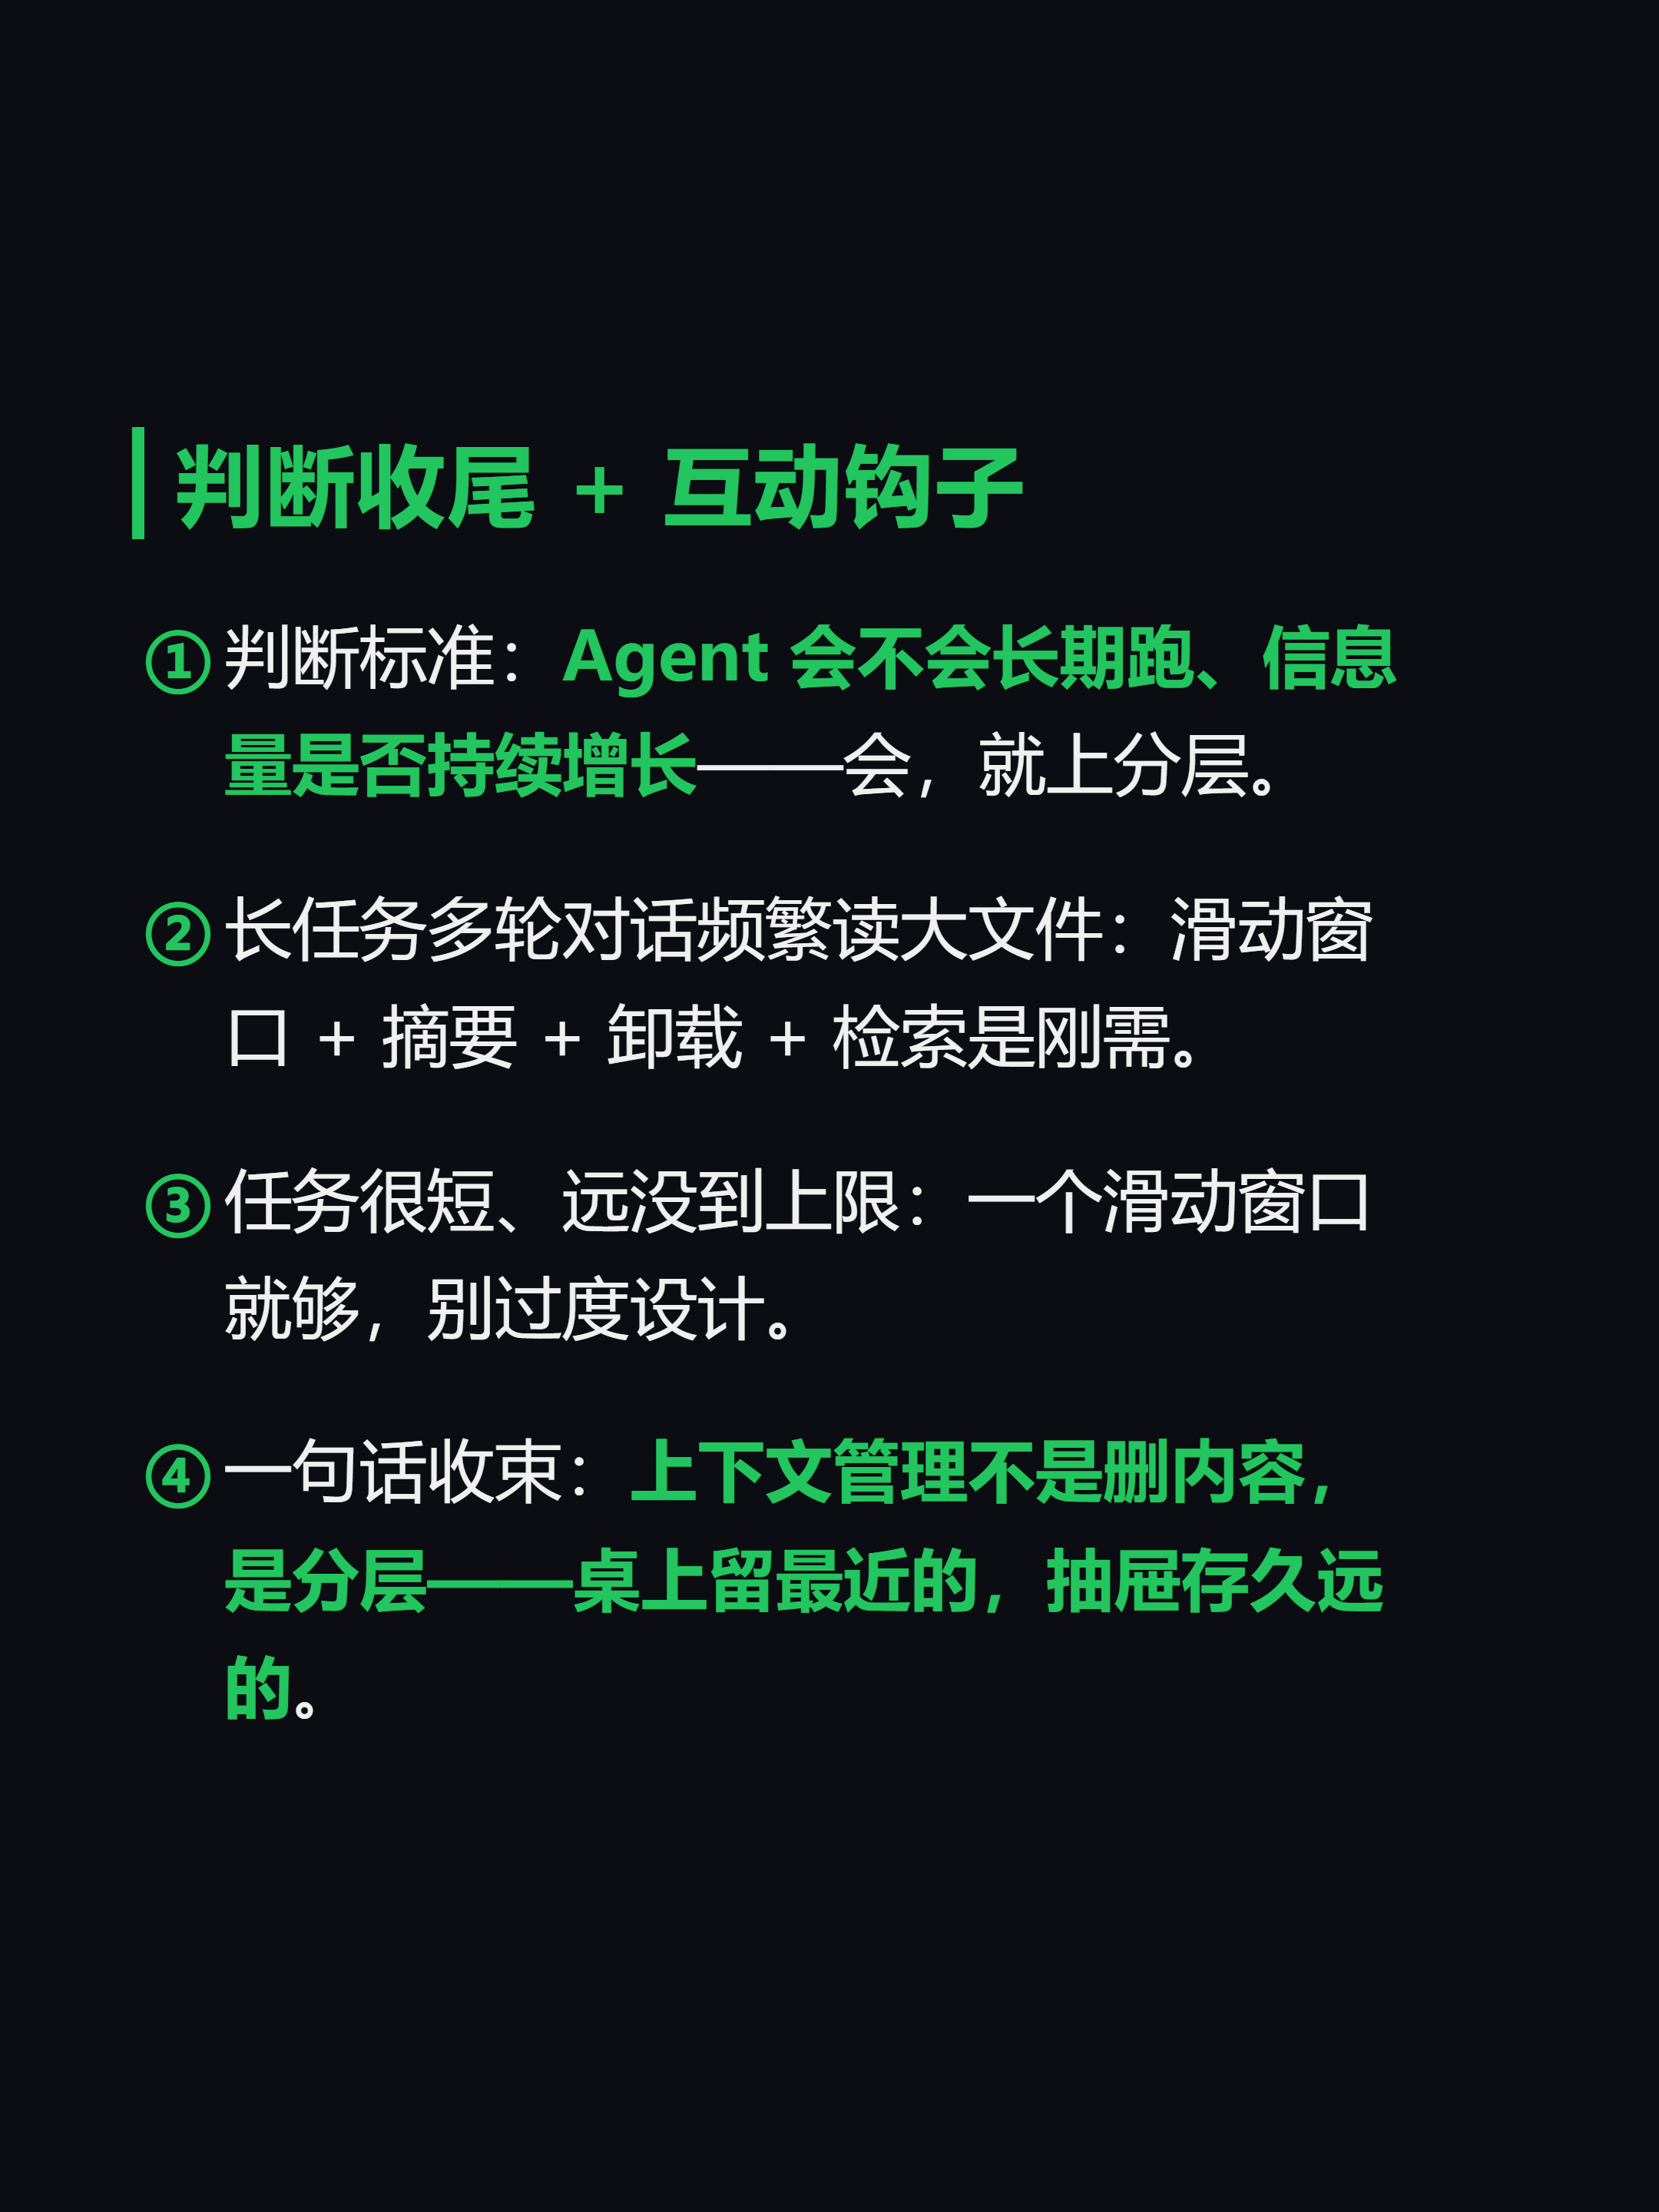 判断收尾 + 互动钩子
①判断标准：Agent 会不会长期跑、信息
量是否持续增长——会，就上分层。
②长任务多轮对话频繁读大文件：滑动窗
口 + 摘要 + 卸载 + 检索是刚需。
③任务很短、远没到上限：一个滑动窗口
就够，别过度设计。
④一句话收束：上下文管理不是删内容，
是分层——桌上留最近的，抽屉存久远
的。